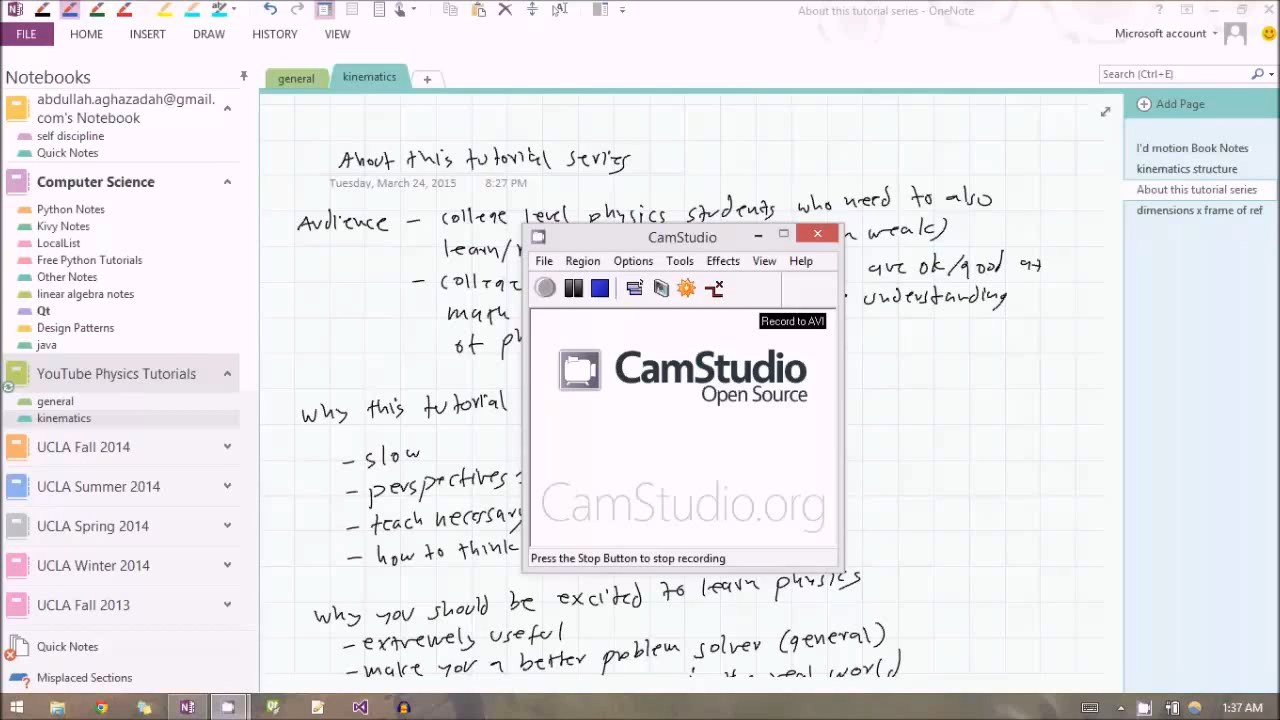 About this tutorial series - OneNote
FILE HOME INSERT DRAW HISTORY VIEW
Microsoft account
Notebooks
abdullah.aghazadah@gmail.
com's Notebook
self discipline
Quick Notes
Computer Science
Python Notes
Kivy Notes
LocalList
Free Python Tutorials
Other Notes
linear algebra notes
Qt
Design Patterns
java
YouTube Physics Tutorials
general
kinematics
UCLA Fall 2014
UCLA Summer 2014
UCLA Spring 2014
UCLA Winter 2014
UCLA Fall 2013
Quick Notes
Misplaced Sections
general kinematics
Search (Ctrl+E)
About this tutorial series
Tuesday, March 24, 2015 8:27 PM
Audience - college level physics students who need to also
learn/ weak)
- college are ok/good at
math understanding
of
why this tutorial
- slow
- perspectives
- teach necessary
- how to think
why you should be excited to learn physics
- extremely useful
- make you a better problem solver (general)
CamStudio
File Region Options Tools Effects View Help
Record to AVI
CamStudio
Open Source
CamStudio.org
Press the Stop Button to stop recording
Add Page
I'd motion Book Notes
kinematics structure
About this tutorial series
dimensions x frame of ref
1:37 AM